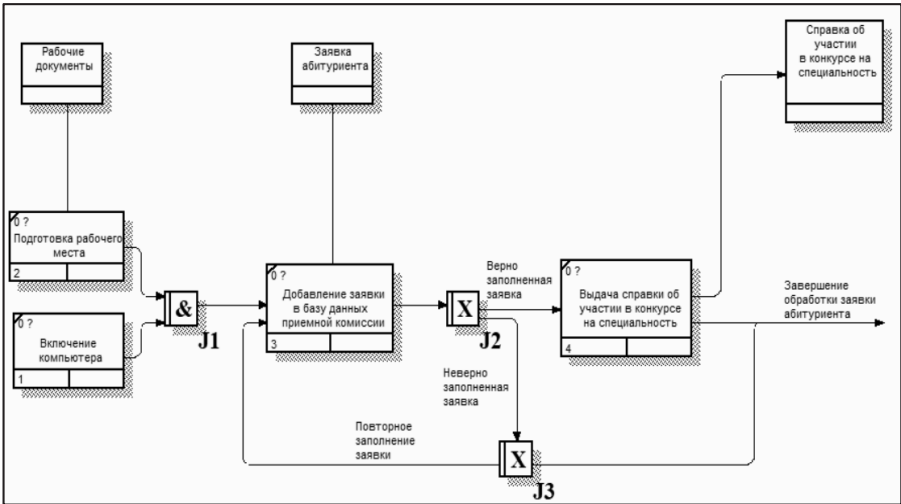 Рабочие
документы
Заявка
абитуриента
Справка об
участии
в конкурсе на
специальность
0 ?
Подготовка рабочего
места
2
0 ?
Включение
компьютера
1
&
J1
0 ?
Добавление заявки
в базу данных
приемной комиссии
3
X
J2
Верно
заполненная
заявка
0 ?
Выдача справки об
участии в конкурсе
на специальность
4
Завершение
обработки заявки
абитуриента
Неверно
заполненная
заявка
Повторное
заполнение
заявки
X
J3